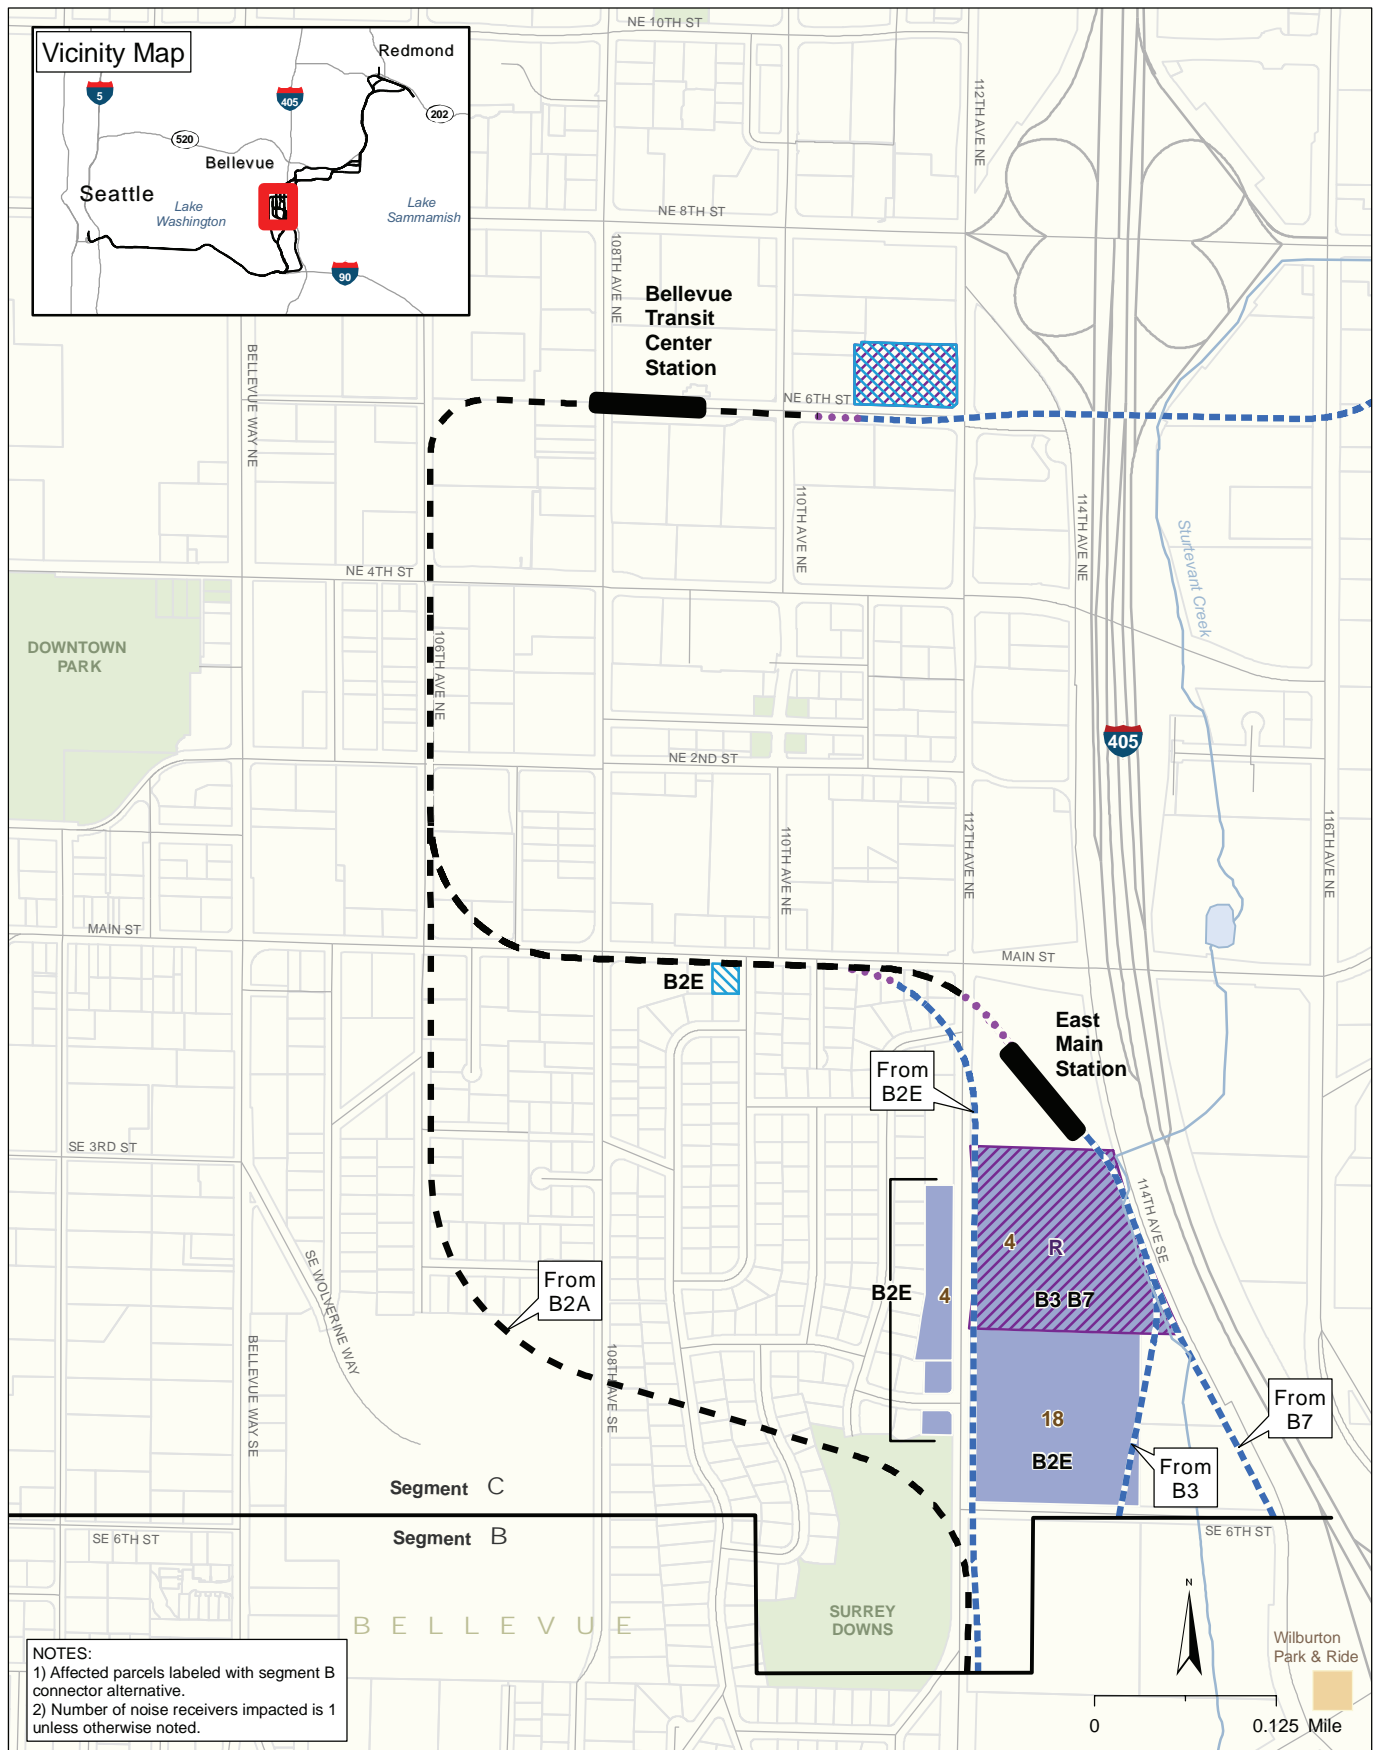 NE 10TH ST
Vicinity Map
Redmond
5
405
202
520
Bellevue
Seattle
Lake
Washington
Lake
Sammamish
90
112TH AVE NE
NE 8TH ST
108TH AVE NE
Bellevue
Transit
Center
Station
BELLEVUE WAY NE
NE 6TH ST
110TH AVE NE
114TH AVE NE
Sturtevant Creek
NE 4TH ST
DOWNTOWN
PARK
106TH AVE NE
405
NE 2ND ST
110TH AVE NE
112TH AVE NE
116TH AVE NE
MAIN ST
MAIN ST
B2E
East
Main
Station
From
B2E
SE 3RD ST
114TH AVE SE
4
R
B3 B7
SE WOLVERINE WAY
From
B2A
B2E
4
BELLEVUE WAY SE
108TH AVE SE
18
B2E
From
B7
From
B3
Segment C
Segment B
SE 6TH ST
SE 6TH ST
BELLEVUE
SURREY
DOWNS
N
Wilburton
Park & Ride
NOTES:
1) Affected parcels labeled with segment B
connector alternative.
2) Number of noise receivers impacted is 1
unless otherwise noted.
0
0.125 Mile